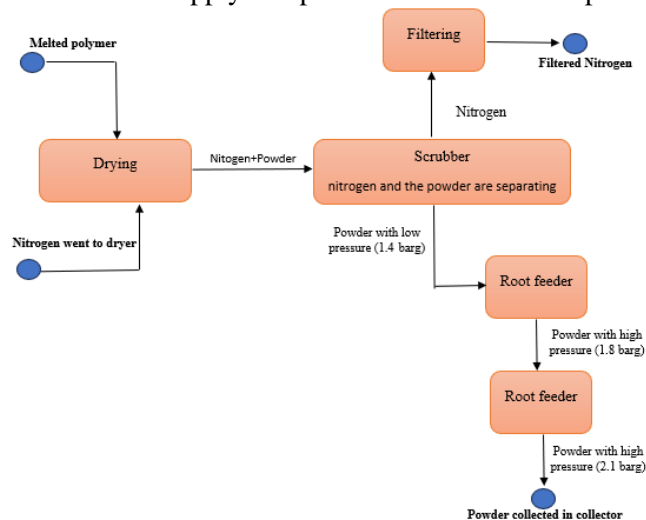 Melted polymer
Filtering
Filtered Nitrogen
Nitrogen
Drying
Nitogen+Powder
Scrubber
nitrogen and the powder are separating
Nitrogen went to dryer
Powder with low
pressure (1.4 barg)
Root feeder
Powder with high
pressure (1.8 barg)
Root feeder
Powder with high
pressure (2.1 barg)
Powder collected in collector